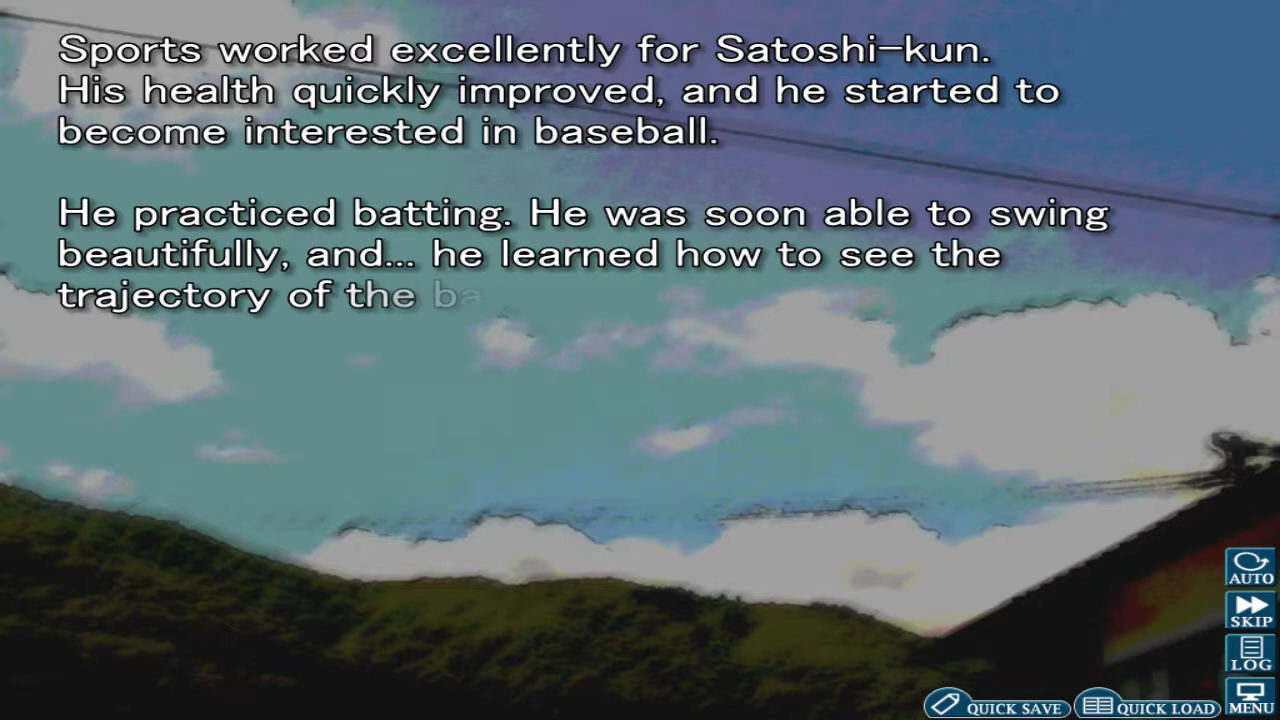 Sports worked excellently for Satoshi-kun.
His health quickly improved, and he started to
become interested in baseball.
He practiced batting. He was soon able to swing
beautifully, and... he learned how to see the
trajectory of the ba
AUTO
SKIP
LOG
MENU
QUICK SAVE
QUICK LOAD